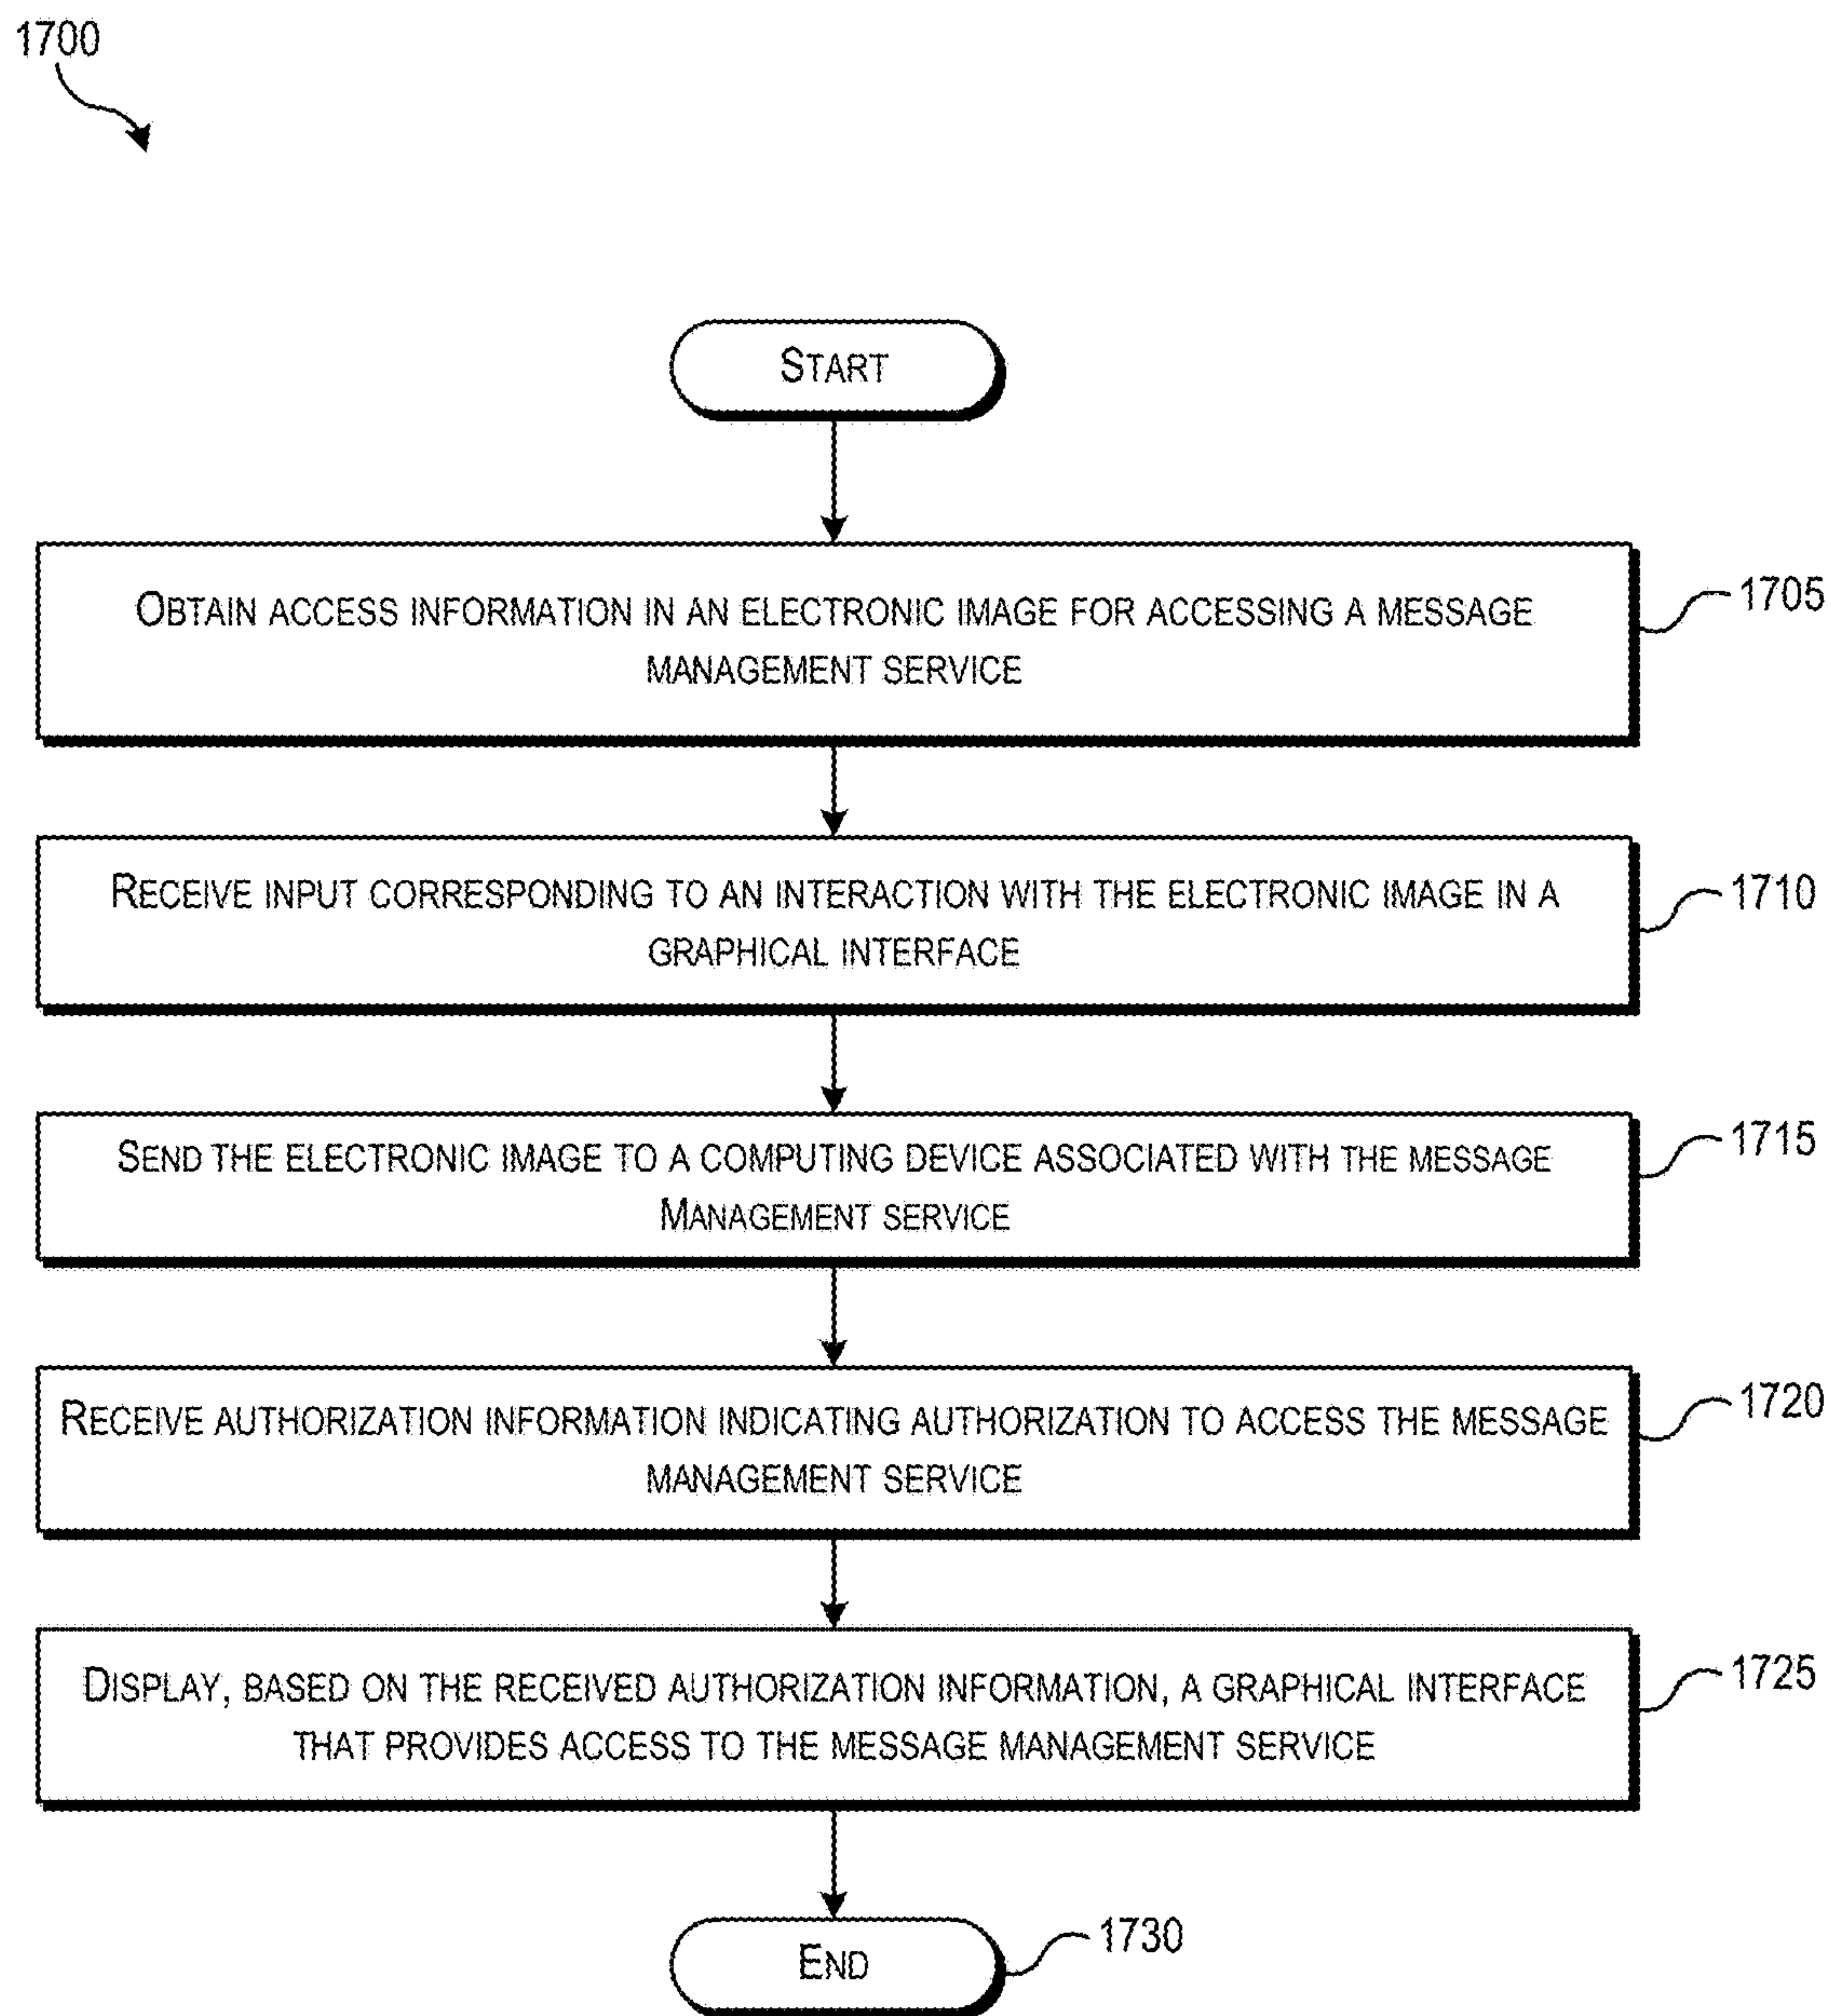 1700
START
OBTAIN ACCESS INFORMATION IN AN ELECTRONIC IMAGE FOR ACCESSING A MESSAGE
MANAGEMENT SERVICE
1705
RECEIVE INPUT CORRESPONDING TO AN INTERACTION WITH THE ELECTRONIC IMAGE IN A
GRAPHICAL INTERFACE
1710
SEND THE ELECTRONIC IMAGE TO A COMPUTING DEVICE ASSOCIATED WITH THE MESSAGE
MANAGEMENT SERVICE
1715
RECEIVE AUTHORIZATION INFORMATION INDICATING AUTHORIZATION TO ACCESS THE MESSAGE
MANAGEMENT SERVICE
1720
DISPLAY, BASED ON THE RECEIVED AUTHORIZATION INFORMATION, A GRAPHICAL INTERFACE
THAT PROVIDES ACCESS TO THE MESSAGE MANAGEMENT SERVICE
1725
END
1730